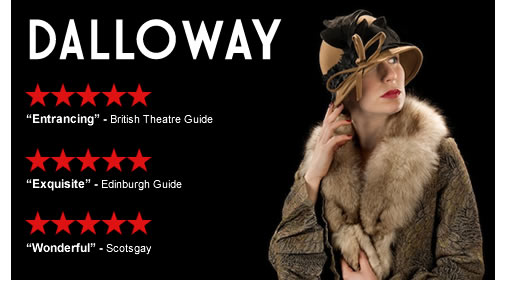 DALLOWAY
“Entrancing” - British Theatre Guide
“Exquisite” - Edinburgh Guide
“Wonderful” - Scotsgay